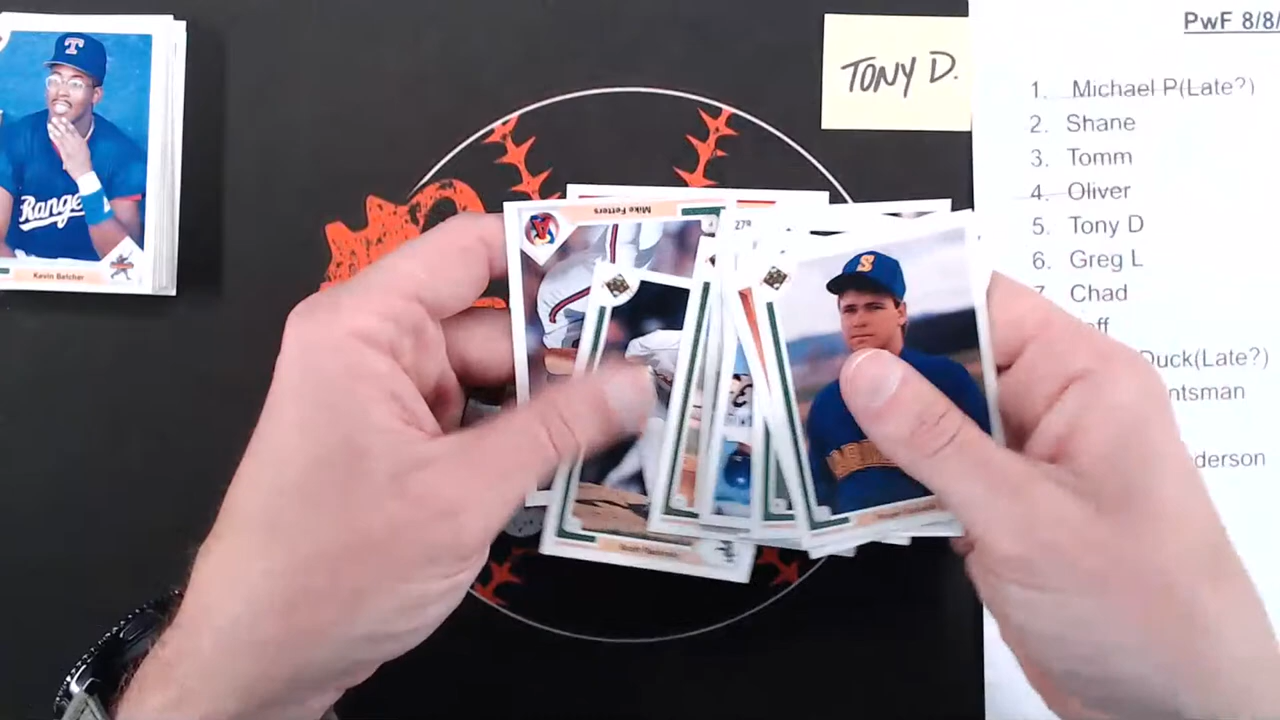 T
Rangers
Kevin Belcher
TONY D.
Mike Fetters
A
279
S
PwF 8/8/
1. Michael P(Late?)
2. Shane
3. Tomm
4. Oliver
5. Tony D
6. Greg L
7. Chad
eff
Duck(Late?)
ntsman
derson